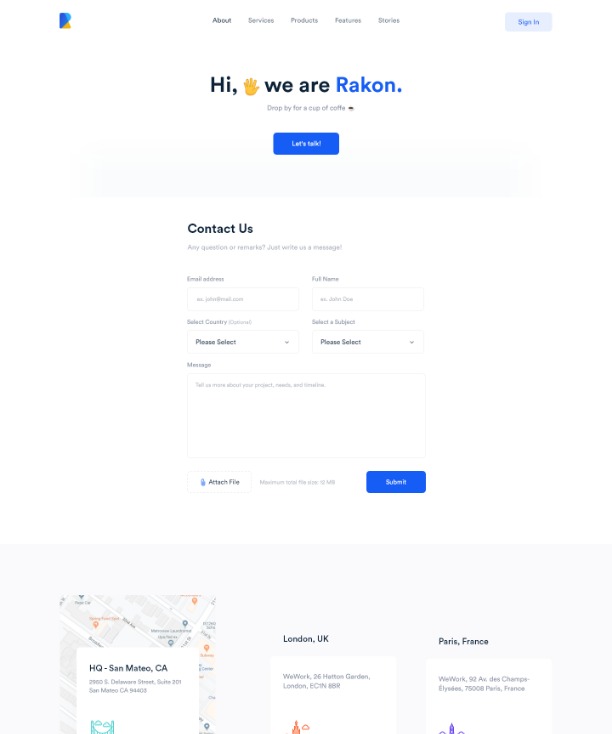 About Services Products Features Stories Sign In
Hi, 🖐 we are Rakon.
Drop by for a cup of coffe ☕
Let's talk!
Contact Us
Any question or remarks? Just write us a message!
Email address Full Name
ex. john@mail.com ex. John Doe
Select Country (Optional) Select a Subject
Please Select Please Select
Message
Tell us more about your project, needs, and timeline.
Attach File Maximum total file size: 15 MB Submit
London, UK
Paris, France
HQ - San Mateo, CA
2950 S. Delaware Street, Suite 201
San Mateo CA 94403
WeWork, 26 Hatton Garden,
London, EC1N 8BR
WeWork, 92 Av. des Champs-
Élysées, 75008 Paris, France